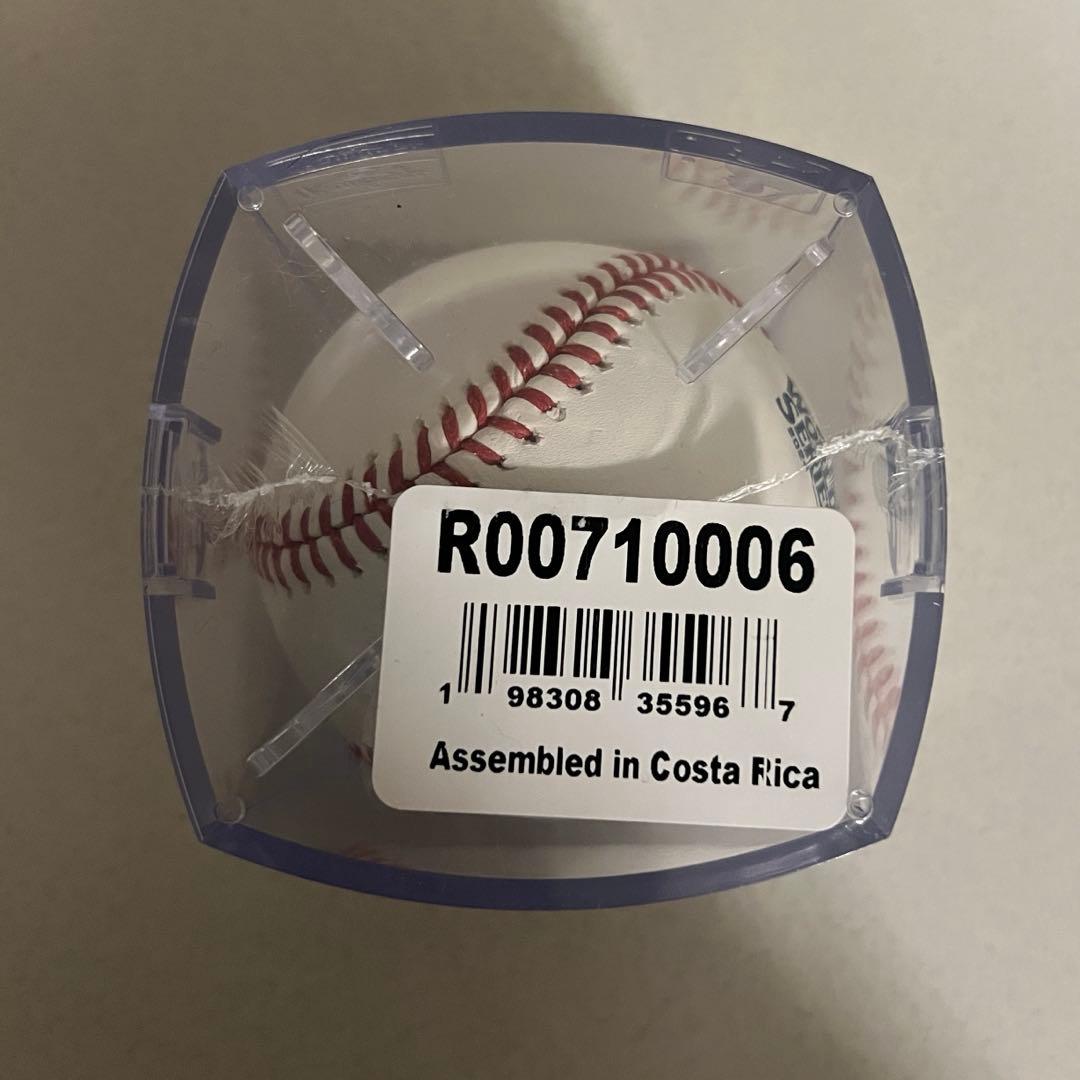 R00710006
1 98308 35596 7
Assembled in Costa Rica